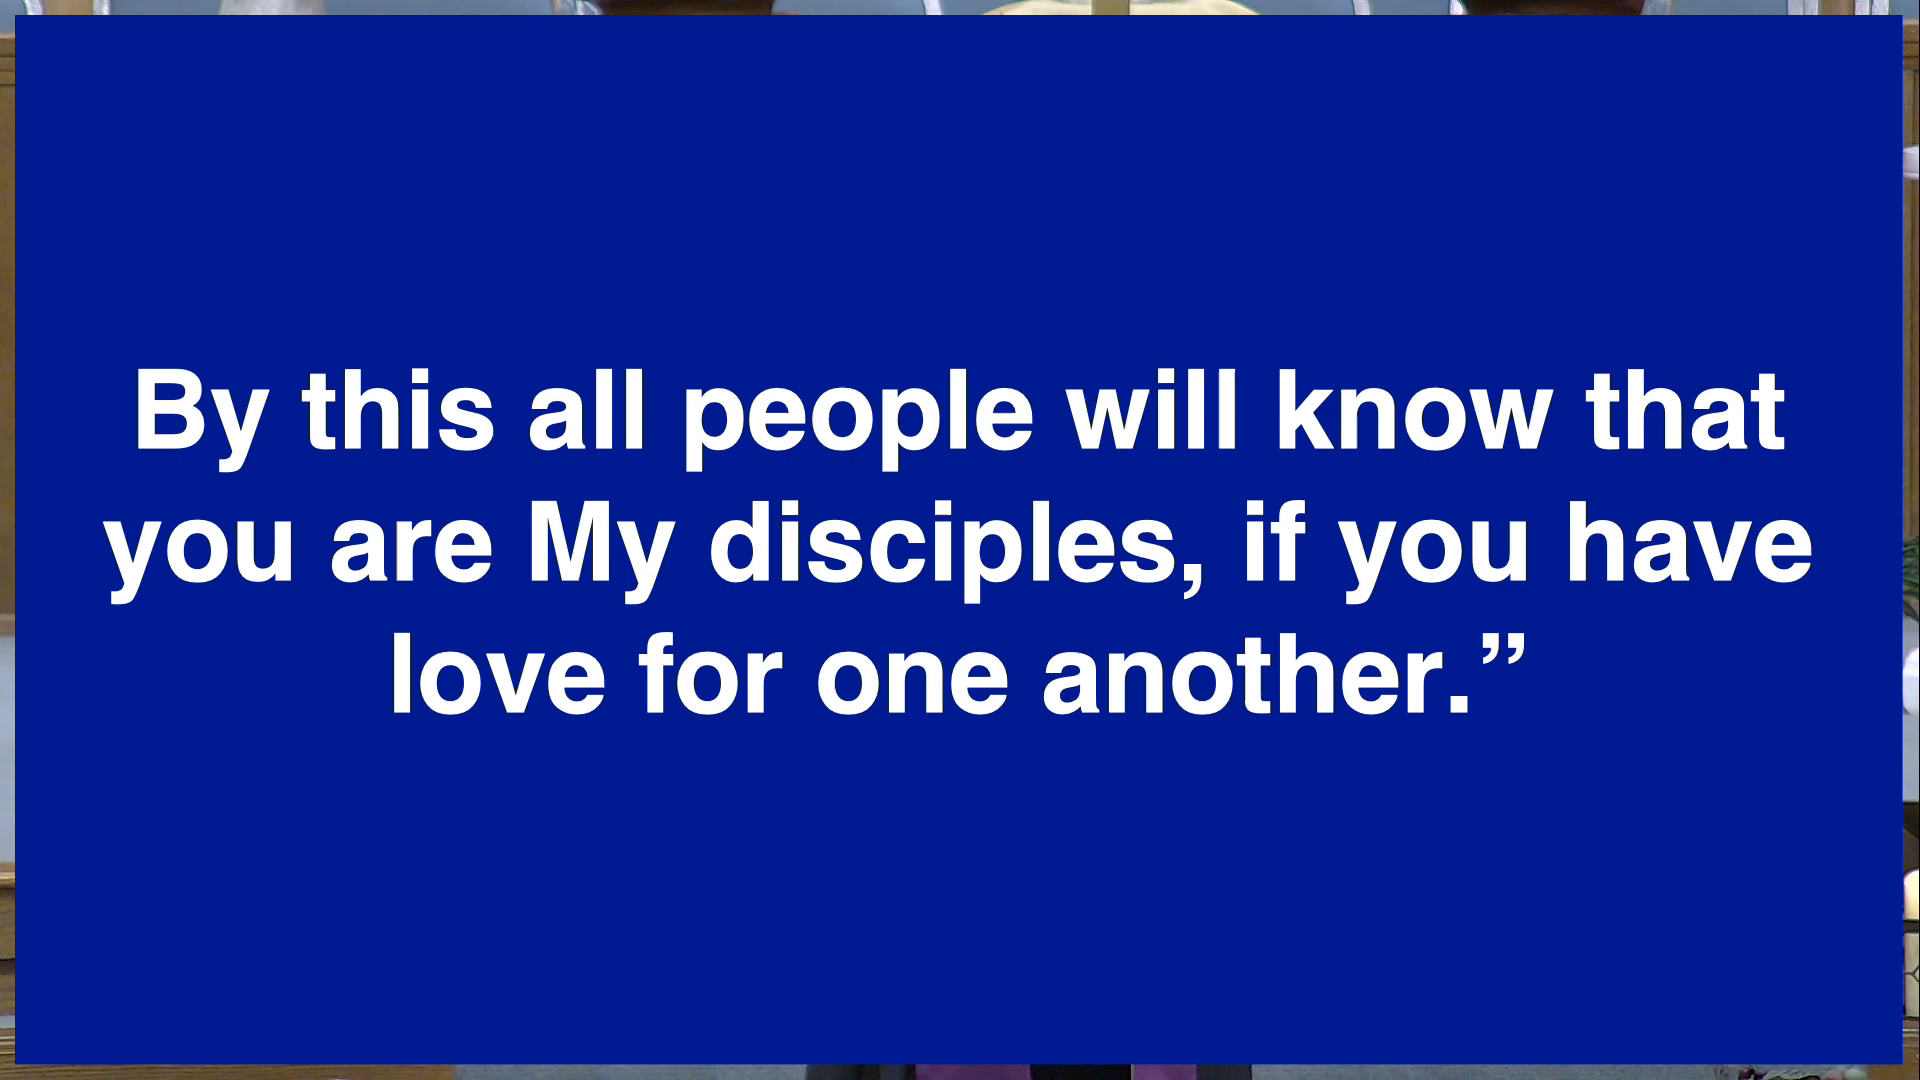 By this all people will know that
you are My disciples, if you have
love for one another.”